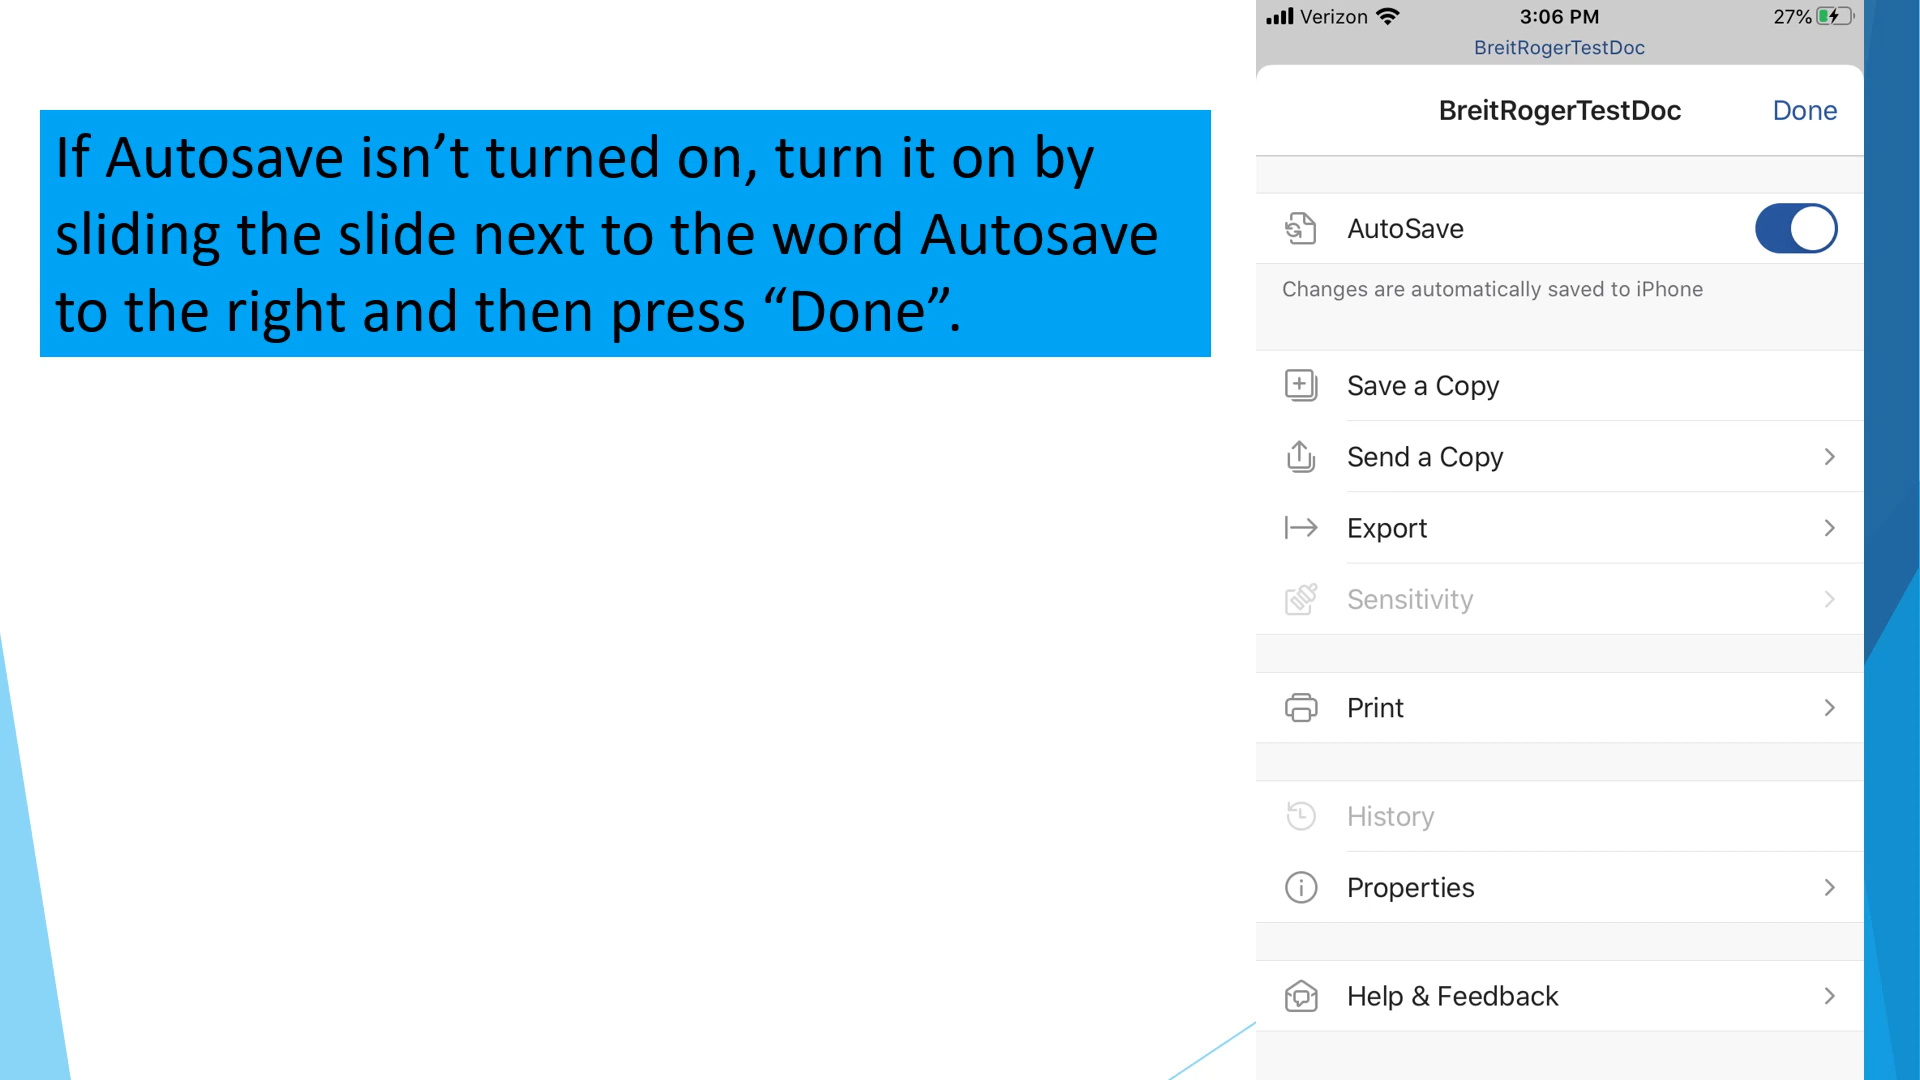 If Autosave isn’t turned on, turn it on by
sliding the slide next to the word Autosave
to the right and then press “Done”.
Verizon 3:06 PM 27%
BreitRogerTestDoc
BreitRogerTestDoc Done
AutoSave
Changes are automatically saved to iPhone
Save a Copy
Send a Copy
Export
Sensitivity
Print
History
Properties
Help & Feedback